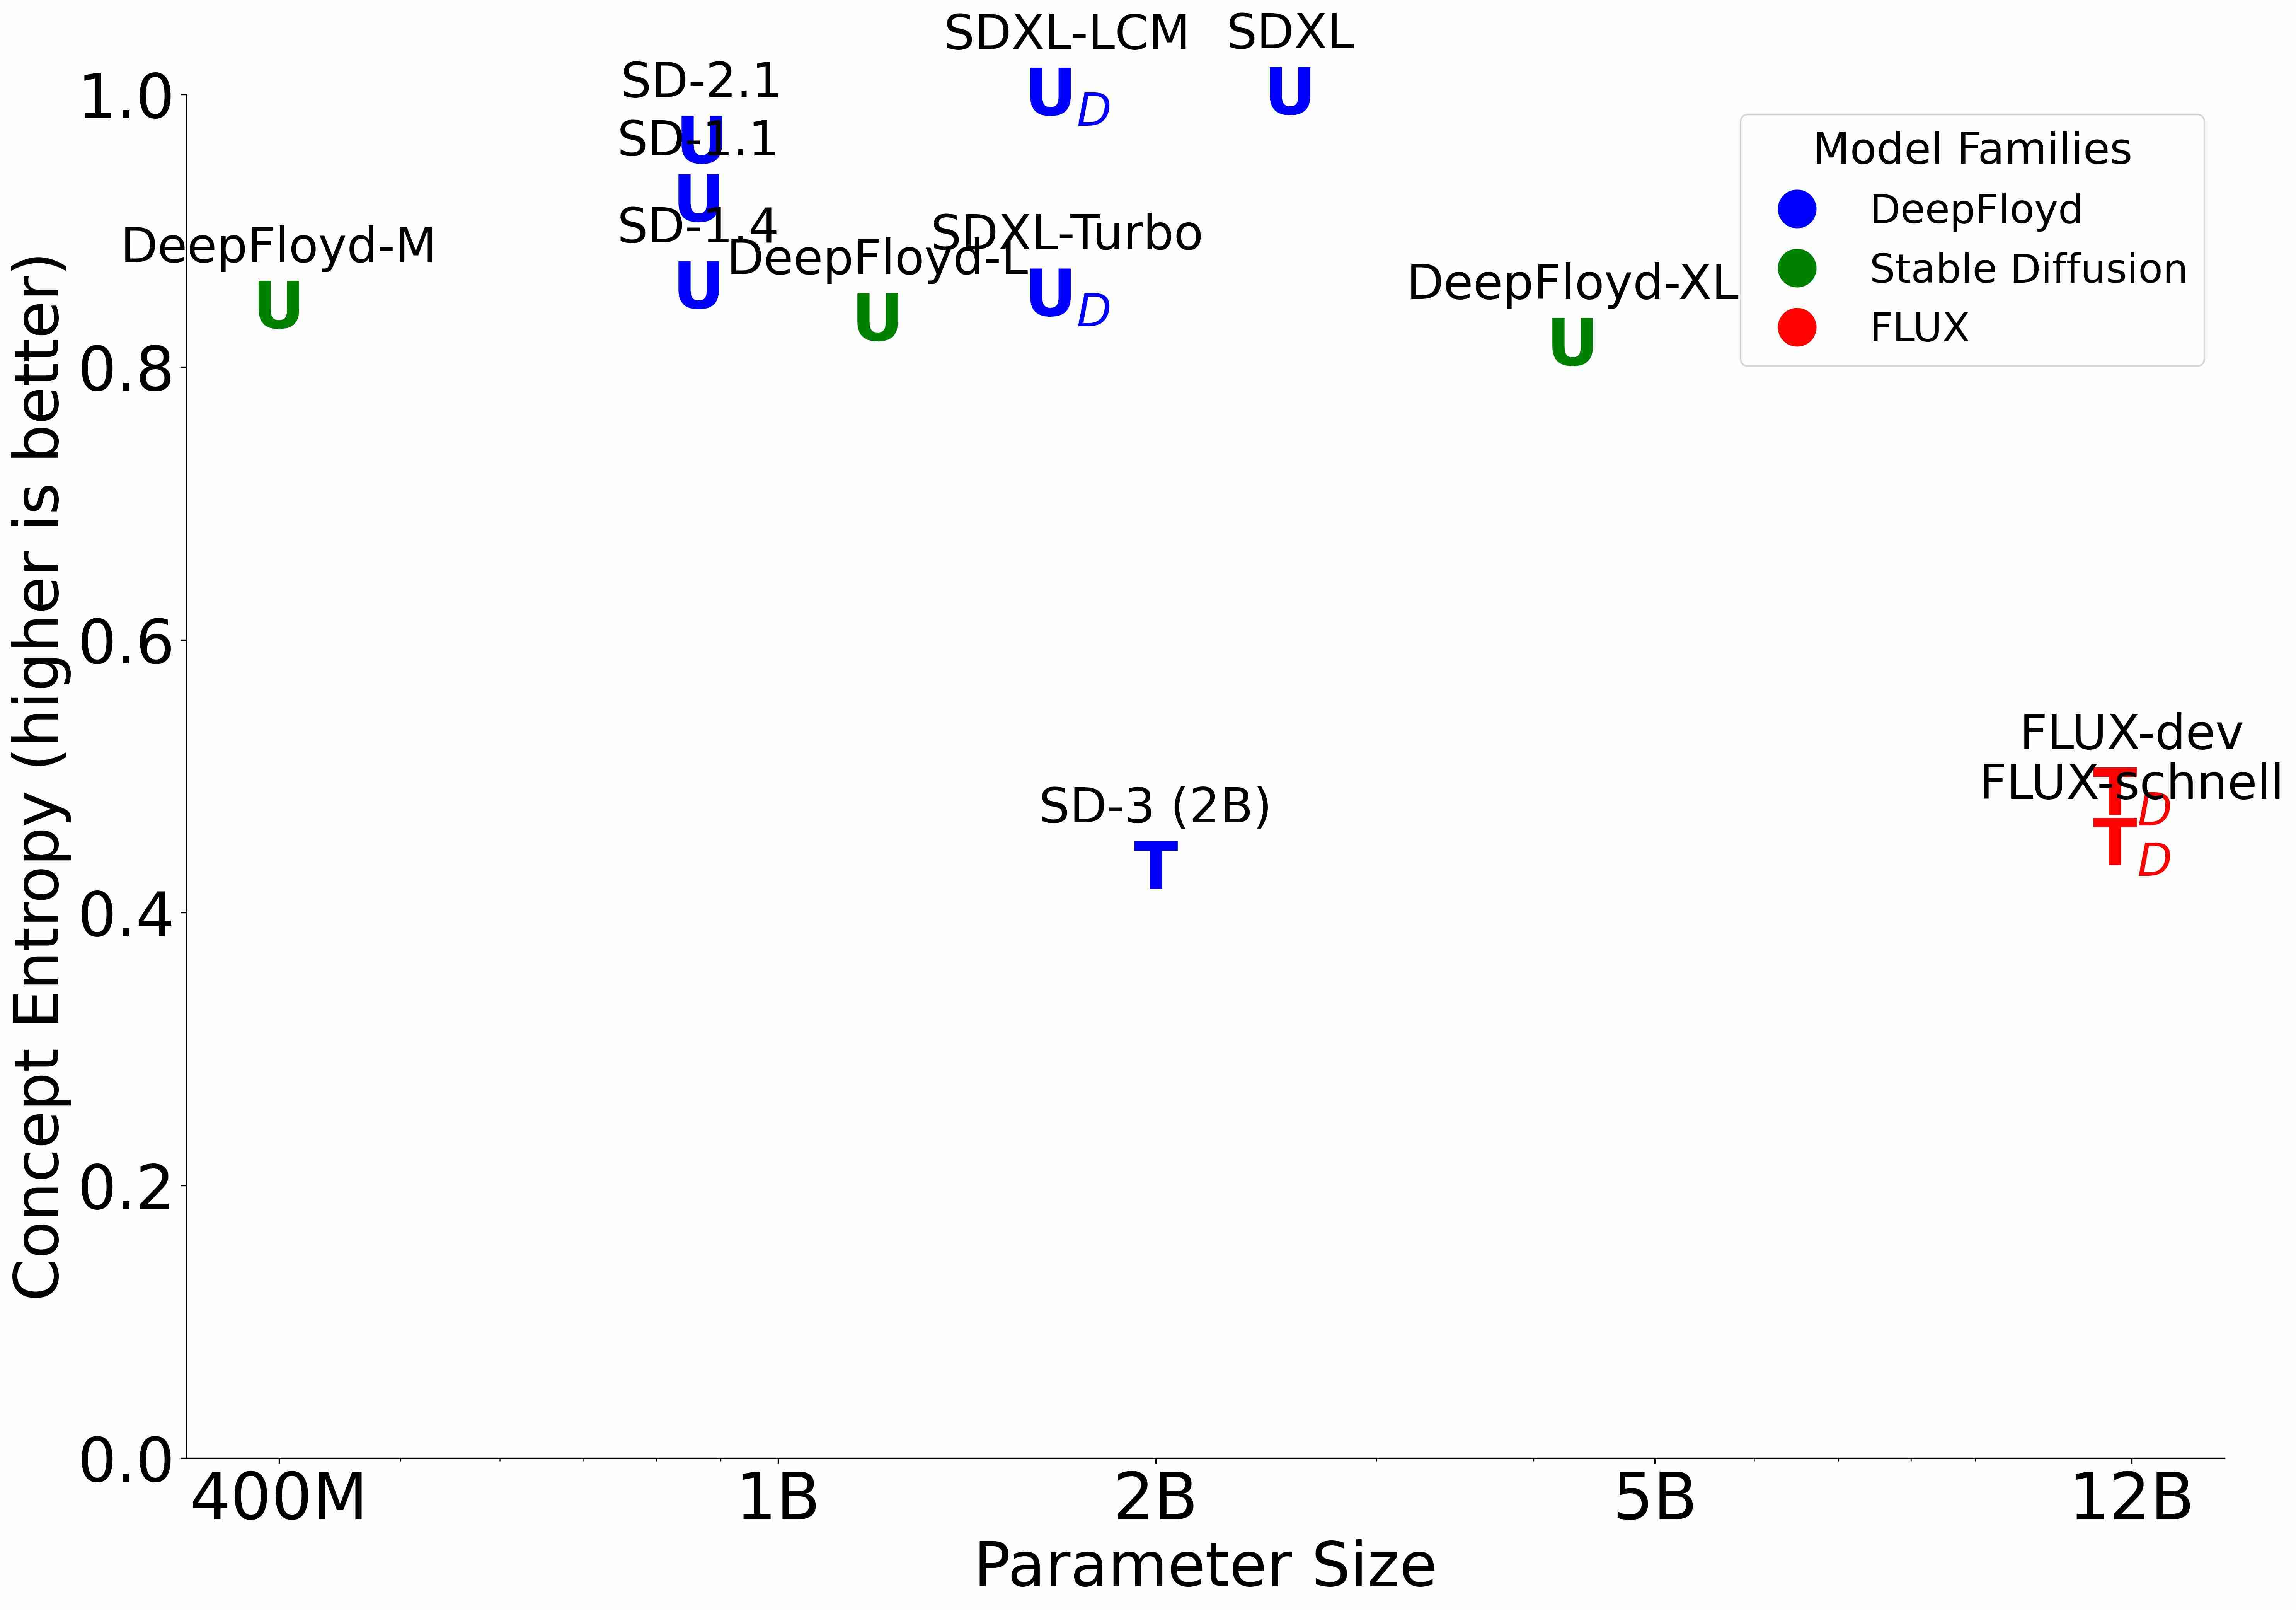 SDXL-LCM
SDXL
SD-2.1
U
U D
U
SD-1.1
U
SD-1.4
U
DeepFloyd-M
U
DeepFloyd-L
U
SDXL-Turbo
U D
DeepFloyd-XL
U
Model Families
DeepFloyd
Stable Diffusion
FLUX
FLUX-dev
T D
FLUX-schnell
T D
SD-3 (2B)
T
Concept Entropy (higher is better)
1.0
0.8
0.6
0.4
0.2
0.0
400M
1B
2B
5B
12B
Parameter Size